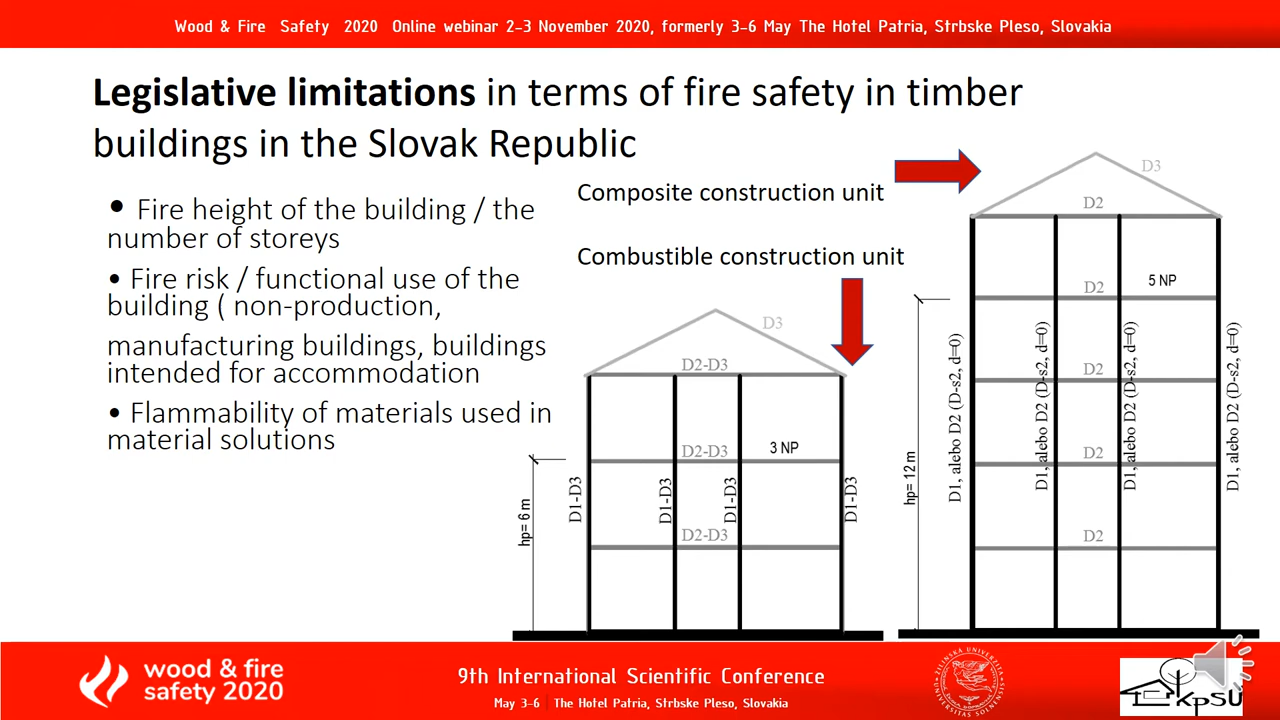 Wood & Fire Safety 2020 Online webinar 2-3 November 2020, formerly 3-6 May The Hotel Patria, Strbske Pleso, Slovakia
Legislative limitations in terms of fire safety in timber
buildings in the Slovak Republic
• Fire height of the building / the
number of storeys
• Fire risk / functional use of the
building ( non-production,
manufacturing buildings, buildings
intended for accommodation
• Flammability of materials used in
material solutions
Composite construction unit
Combustible construction unit
D3
D2-D3
D2-D3
3 NP
D2-D3
hp= 6 m
D1-D3
D1-D3
D1-D3
D1-D3
D3
D2
D2
5 NP
D2
D2
D2
hp= 12 m
D1, alebo D2 (D-s2, d=0)
D1, alebo D2 (D-s2, d=0)
D1, alebo D2 (D-s2, d=0)
D1, alebo D2 (D-s2, d=0)
wood & fire
safety 2020
9th International Scientific Conference
May 3-6 | The Hotel Patria, Strbske Pleso, Slovakia
kpSU